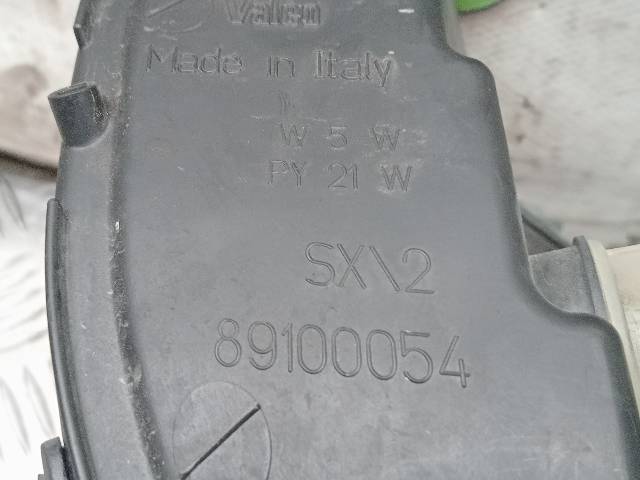 Valeo
Made in Italy
W 5 W
PY 21 W
SX\2
89100054